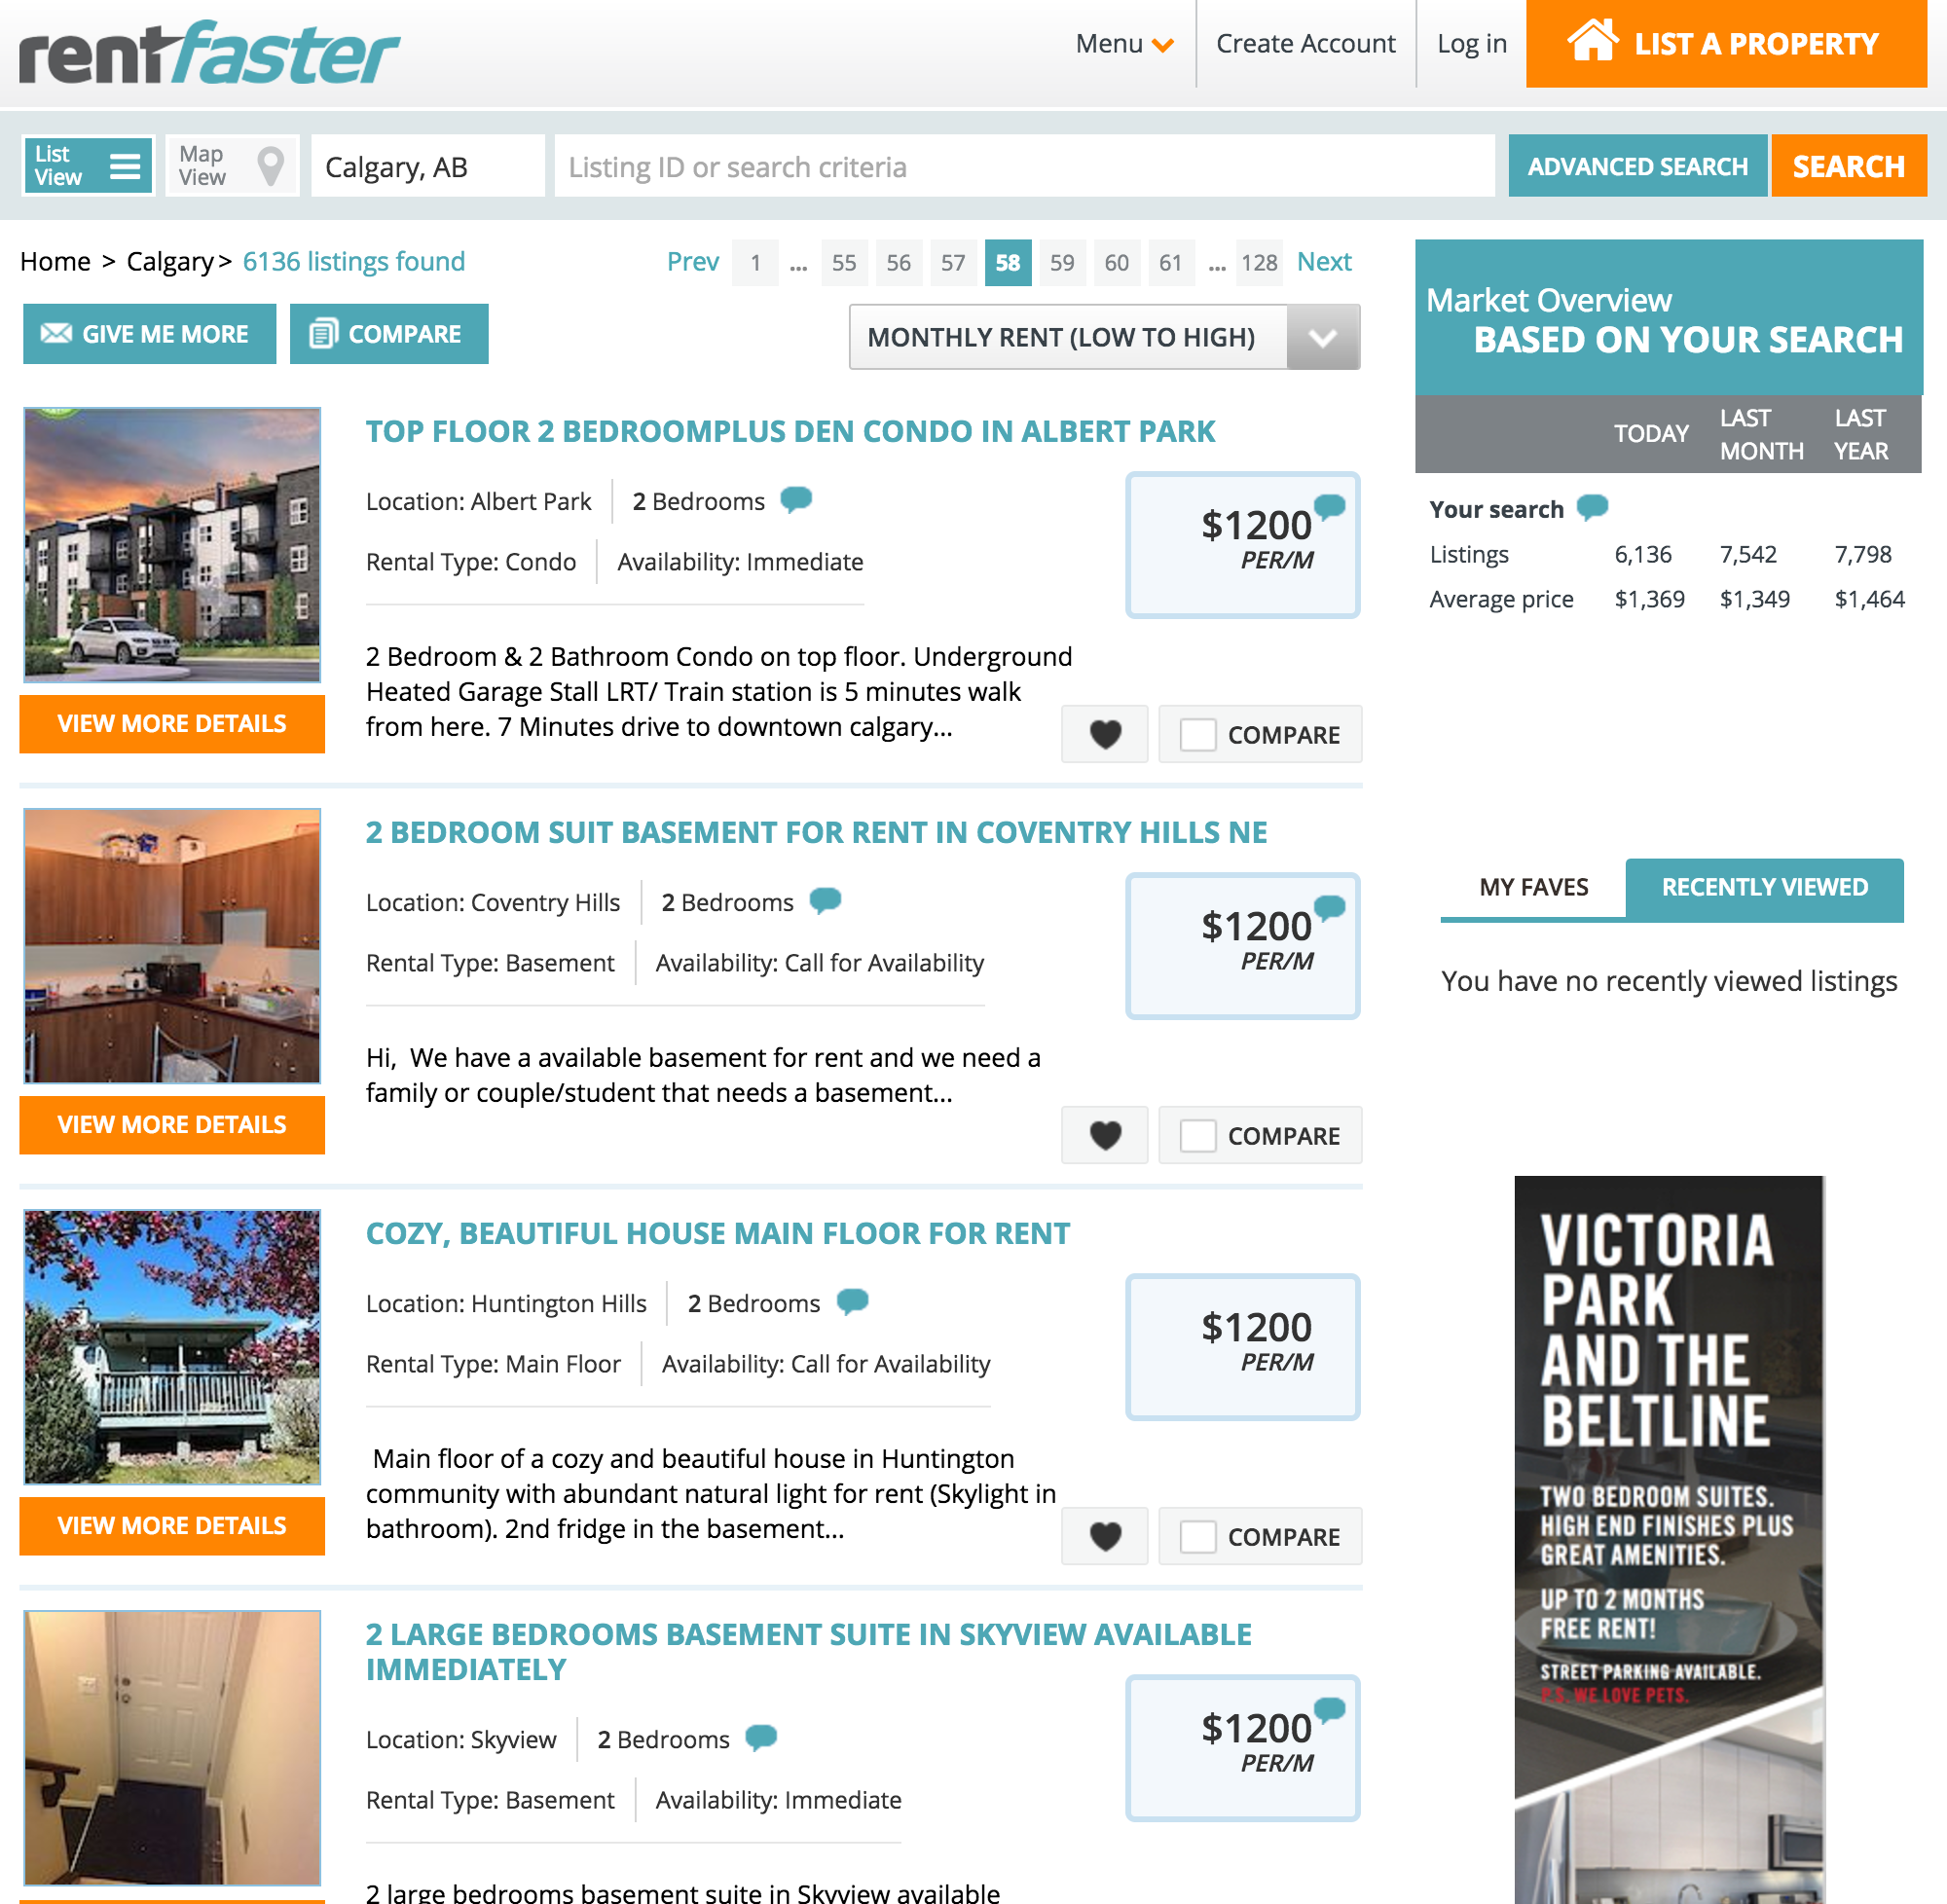 rentfaster
Menu
Create Account
Log in
LIST A PROPERTY
List
View
Map
View
Calgary, AB
Listing ID or search criteria
ADVANCED SEARCH
SEARCH
Home > Calgary > 6136 listings found
Prev 1 ... 55 56 57 58 59 60 61 ... 128 Next
GIVE ME MORE
COMPARE
MONTHLY RENT (LOW TO HIGH)
TOP FLOOR 2 BEDROOMPLUS DEN CONDO IN ALBERT PARK
Location: Albert Park
2 Bedrooms
Rental Type: Condo
Availability: Immediate
$1200
PER/M
2 Bedroom & 2 Bathroom Condo on top floor. Underground
Heated Garage Stall LRT/ Train station is 5 minutes walk
from here. 7 Minutes drive to downtown calgary...
VIEW MORE DETAILS
COMPARE
2 BEDROOM SUIT BASEMENT FOR RENT IN COVENTRY HILLS NE
Location: Coventry Hills
2 Bedrooms
Rental Type: Basement
Availability: Call for Availability
$1200
PER/M
Hi, We have a available basement for rent and we need a
family or couple/student that needs a basement...
VIEW MORE DETAILS
COMPARE
COZY, BEAUTIFUL HOUSE MAIN FLOOR FOR RENT
Location: Huntington Hills
2 Bedrooms
Rental Type: Main Floor
Availability: Call for Availability
$1200
PER/M
Main floor of a cozy and beautiful house in Huntington
community with abundant natural light for rent (Skylight in
bathroom). 2nd fridge in the basement...
VIEW MORE DETAILS
COMPARE
2 LARGE BEDROOMS BASEMENT SUITE IN SKYVIEW AVAILABLE
IMMEDIATELY
Location: Skyview
2 Bedrooms
Rental Type: Basement
Availability: Immediate
$1200
PER/M
2 large bedrooms basement suite in Skyview available
Market Overview
BASED ON YOUR SEARCH
TODAY
LAST
MONTH
LAST
YEAR
Your search
Listings 6,136 7,542 7,798
Average price $1,369 $1,349 $1,464
MY FAVES
RECENTLY VIEWED
You have no recently viewed listings
VICTORIA
PARK
AND THE
BELTLINE
TWO BEDROOM SUITES.
HIGH END FINISHES PLUS
GREAT AMENITIES.
UP TO 2 MONTHS
FREE RENT!
STREET PARKING AVAILABLE.
P.S. WE LOVE PETS.